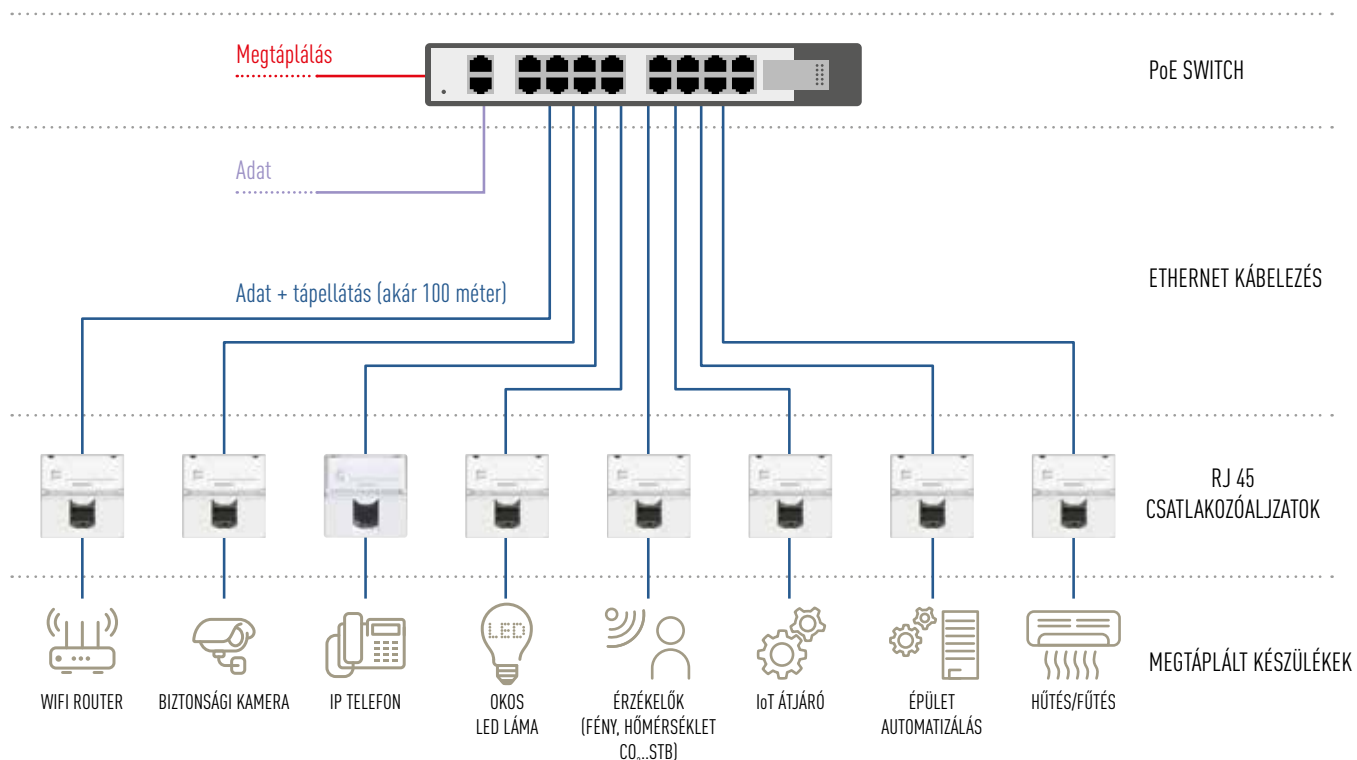 Megtáplálás
PoE SWITCH
Adat
Adat + tápellátás (akár 100 méter)
ETHERNET KÁBELEZÉS
RJ 45
CSATLAKOZÓALJZATOK
LED
MEGTÁPLÁLT KÉSZÜLÉKEK
WIFI ROUTER
BIZTONSÁGI KAMERA
IP TELEFON
OKOS
LED LÁMA
ÉRZÉKELŐK
(FÉNY, HŐMÉRSÉKLET
CO₂..STB)
IoT ÁTJÁRÓ
ÉPÜLET
AUTOMATIZÁLÁS
HŰTÉS/FŰTÉS